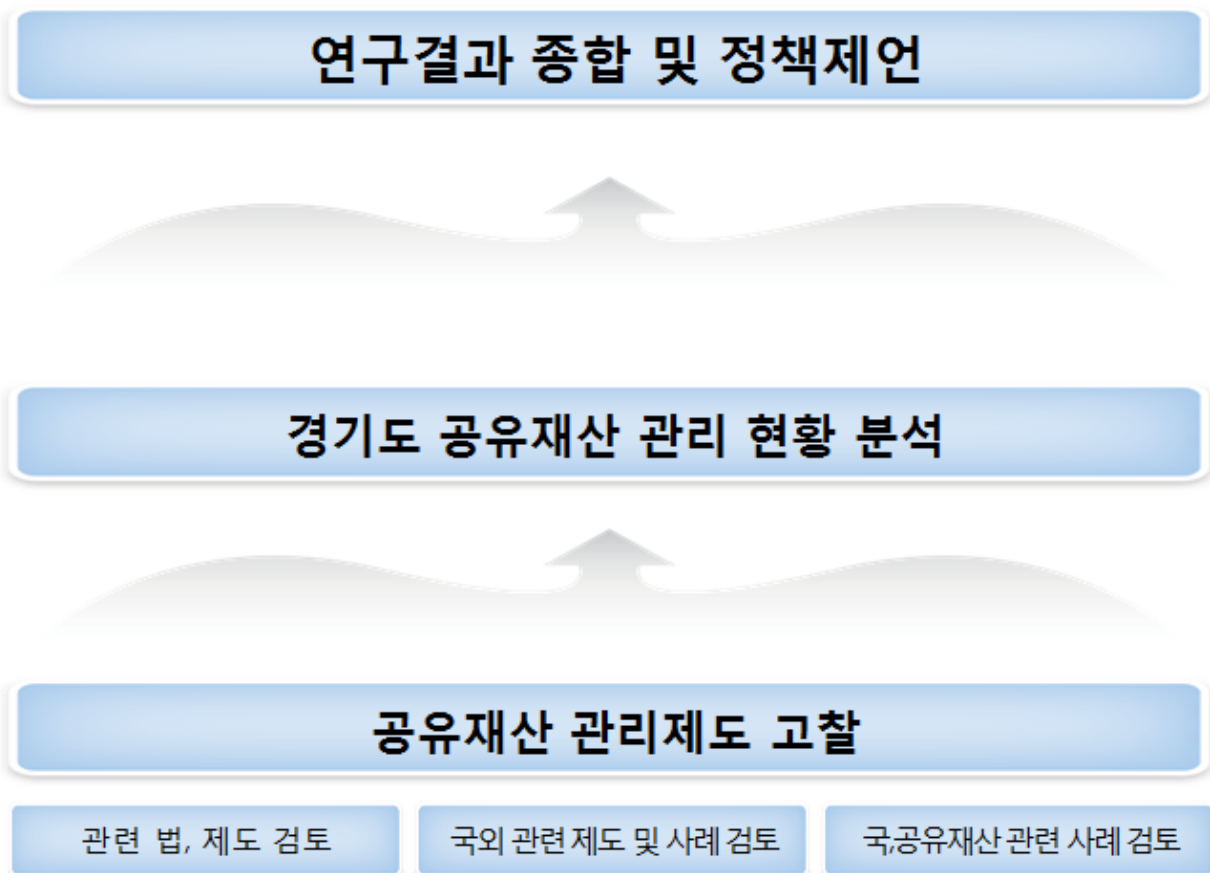 연구결과 종합 및 정책제언
경기도 공유재산 관리 현황 분석
공유재산 관리제도 고찰
관련 법, 제도 검토
국외 관련 제도 및 사례 검토
국,공유재산 관련 사례 검토